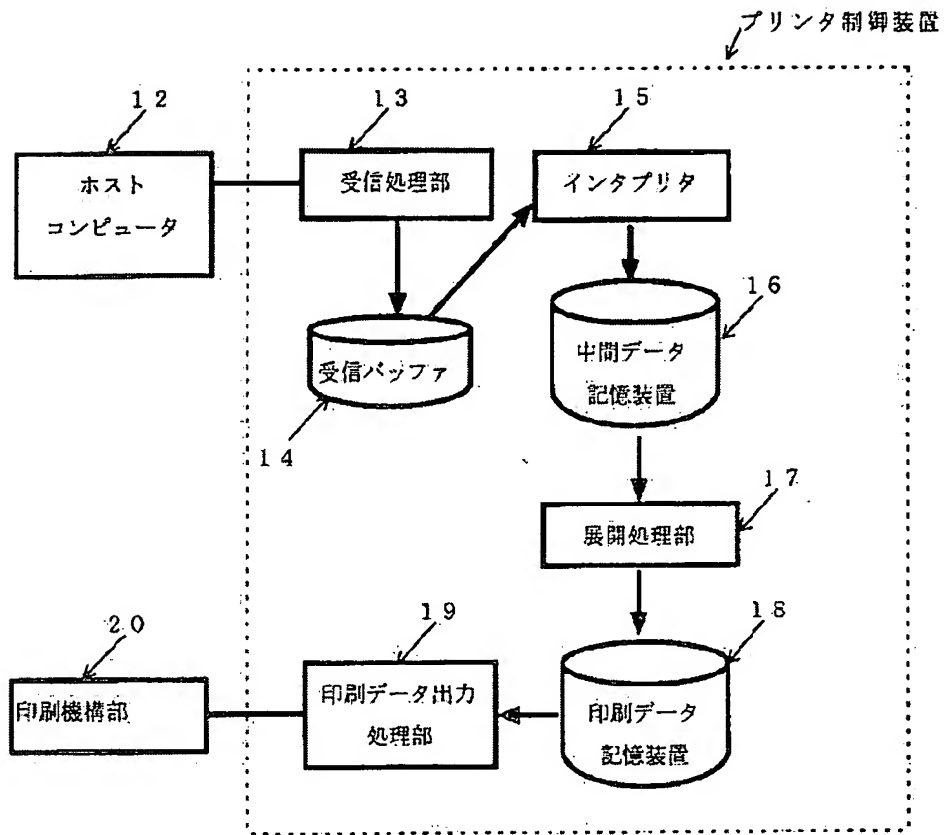 プリンタ制御装置
12
13
15
ホスト
コンピュータ
受信処理部
インタプリタ
16
受信バッファ
中間データ
記憶装置
14
17
展開処理部
20
19
18
印刷機構部
印刷データ出力
処理部
印刷データ
記憶装置